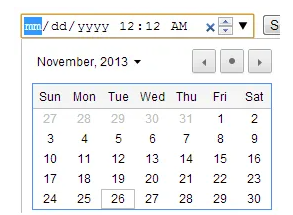 mm/dd/yyyy 12:12 AM S
November, 2013
Sun Mon Tue Wed Thu Fri Sat
27 28 29 30 31 1 2
3 4 5 6 7 8 9
10 11 12 13 14 15 16
17 18 19 20 21 22 23
24 25 26 27 28 29 30